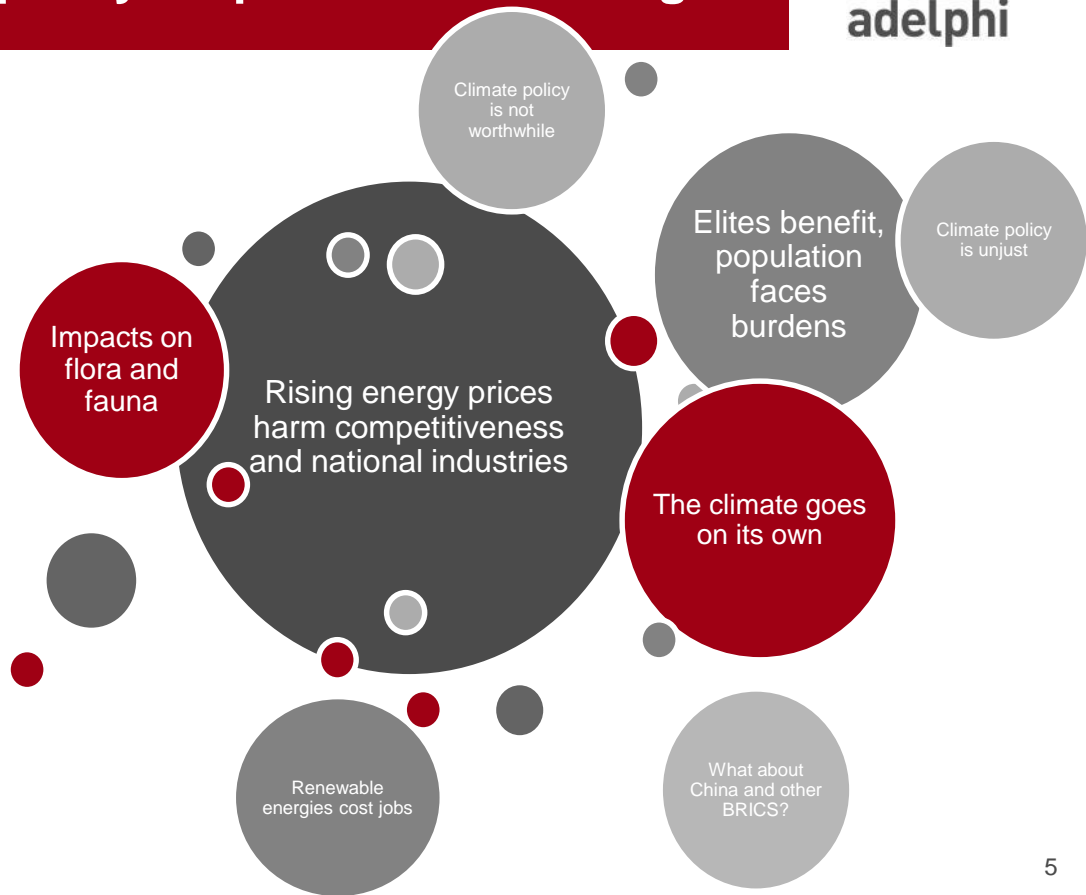 adelphi
Climate policy
is not
worthwhile
Elites benefit,
population
faces
burdens
Climate policy
is unjust
Impacts on
flora and
fauna
Rising energy prices
harm competitiveness
and national industries
The climate goes
on its own
Renewable
energies cost jobs
What about
China and other
BRICS?
5